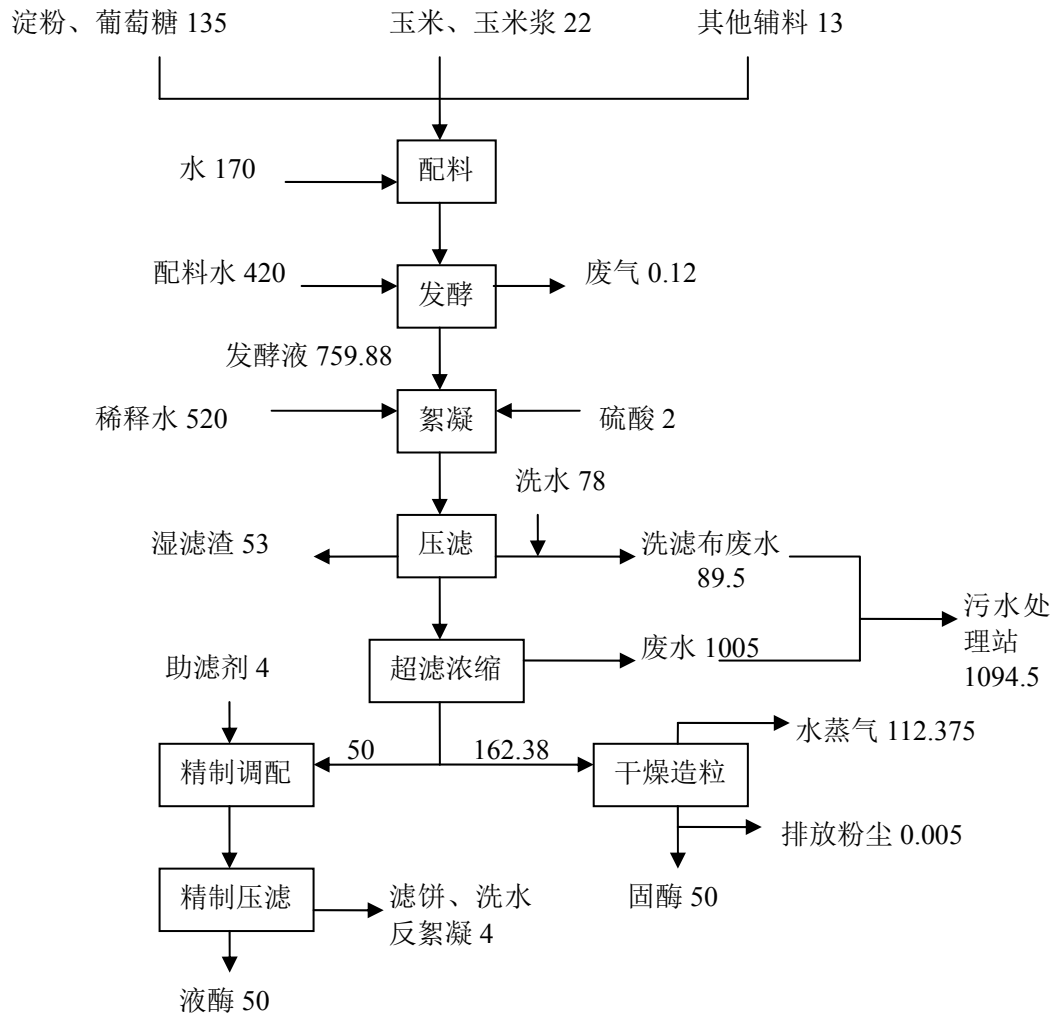 淀粉、葡萄糖 135
玉米、玉米浆 22
其他辅料 13
水 170
配料
配料水 420
发酵
废气 0.12
发酵液 759.88
稀释水 520
絮凝
硫酸 2
洗水 78
湿滤渣 53
压滤
洗滤布废水
89.5
污水处
理站
1094.5
助滤剂 4
超滤浓缩
废水 1005
50
162.38
水蒸气 112.375
精制调配
干燥造粒
排放粉尘 0.005
精制压滤
滤饼、洗水
反絮凝 4
固酶 50
液酶 50